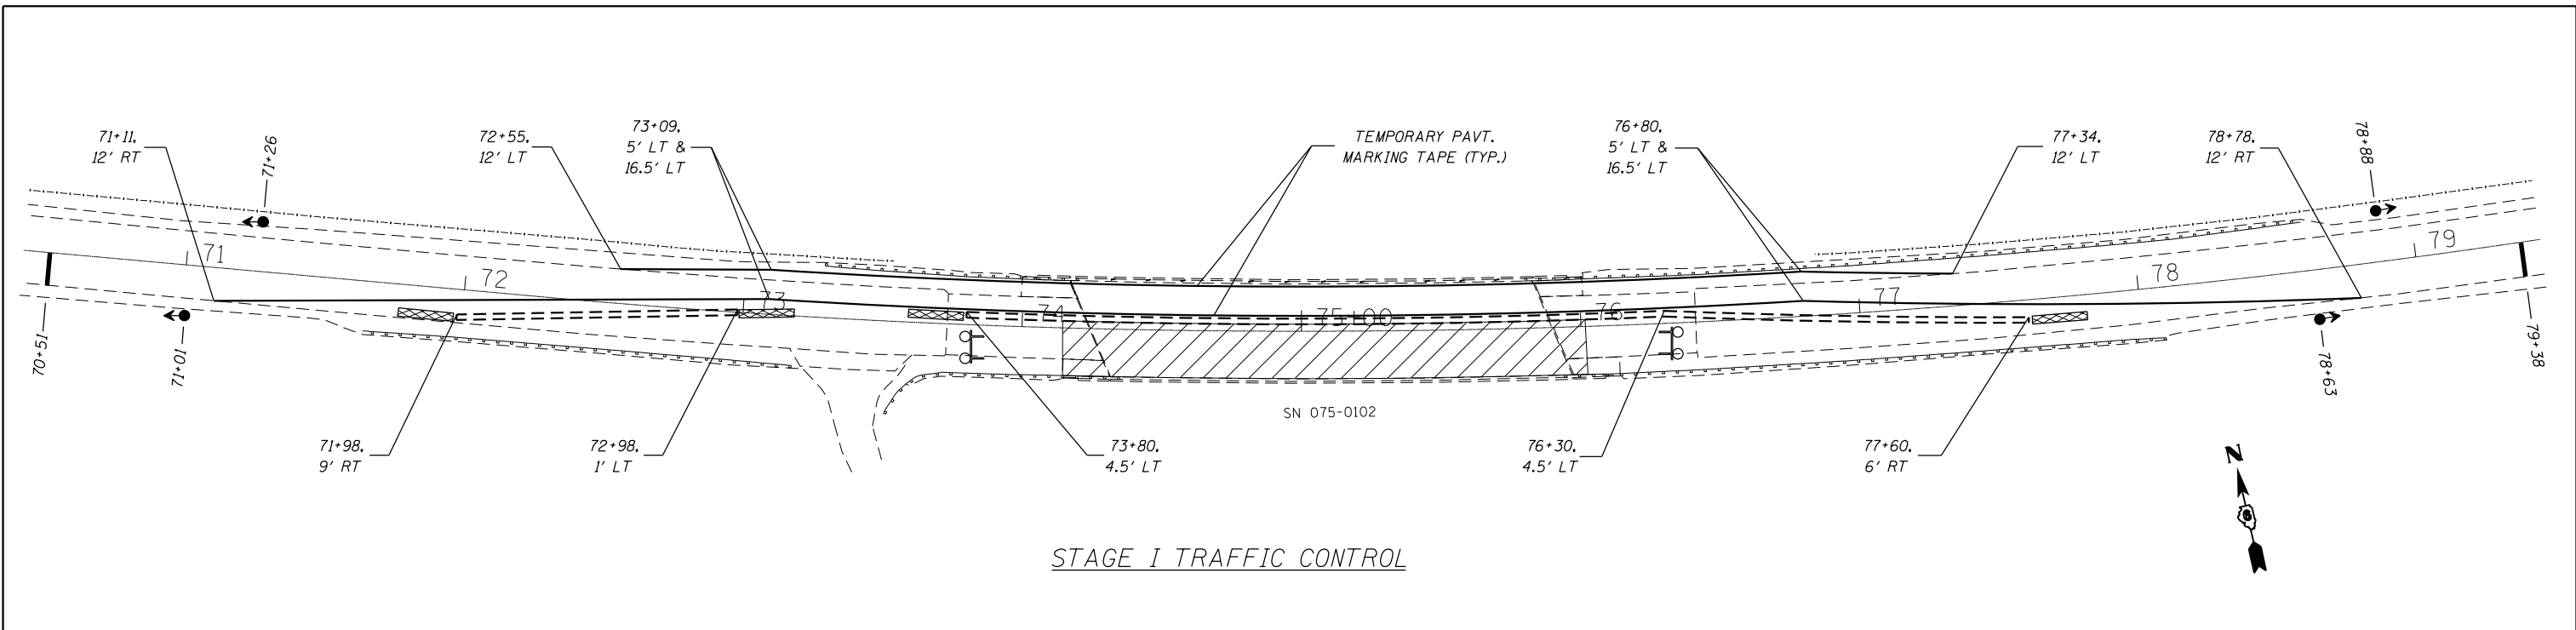 71+11,
12' RT
71+26
72+55,
12' LT
73+09,
5' LT &
16.5' LT
TEMPORARY PAVT.
MARKING TAPE (TYP.)
76+80,
5' LT &
16.5' LT
77+34,
12' LT
78+78,
12' RT
78+88
71
72
73
74
75+00
76
77
78
79
70+51
71+01
78+63
79+38
SN 075-0102
71+98,
9' RT
72+98,
1' LT
73+80,
4.5' LT
76+30,
4.5' LT
77+60,
6' RT
N
STAGE I TRAFFIC CONTROL